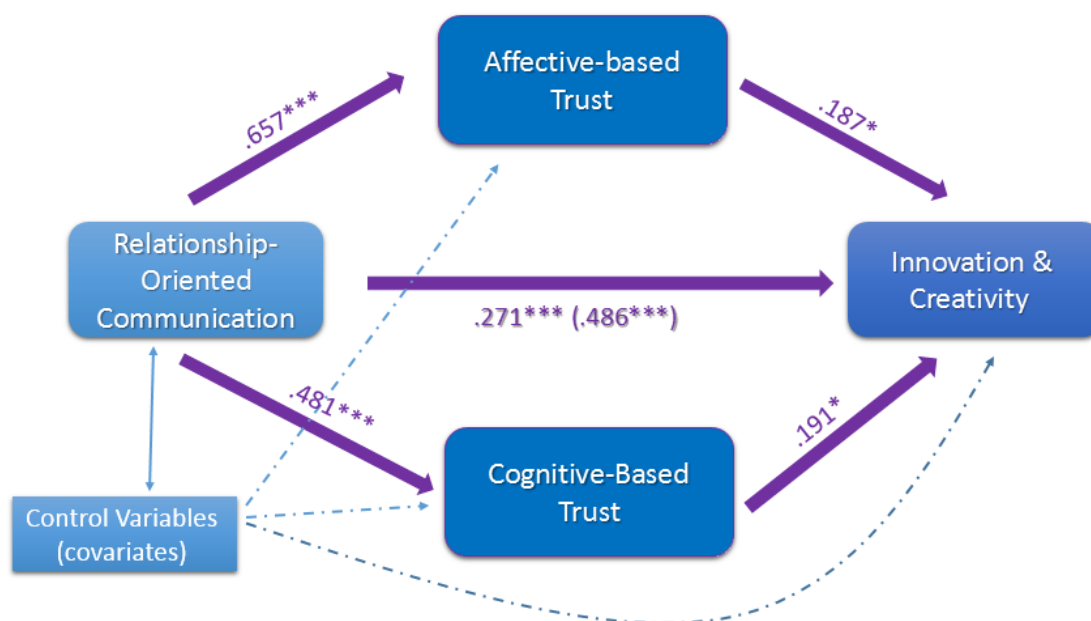 Affective-based
Trust
.657***
.187*
Relationship-
Oriented
Communication
Innovation &
Creativity
.271*** (.486***)
.481***
.191*
Cognitive-Based
Trust
Control Variables
(covariates)